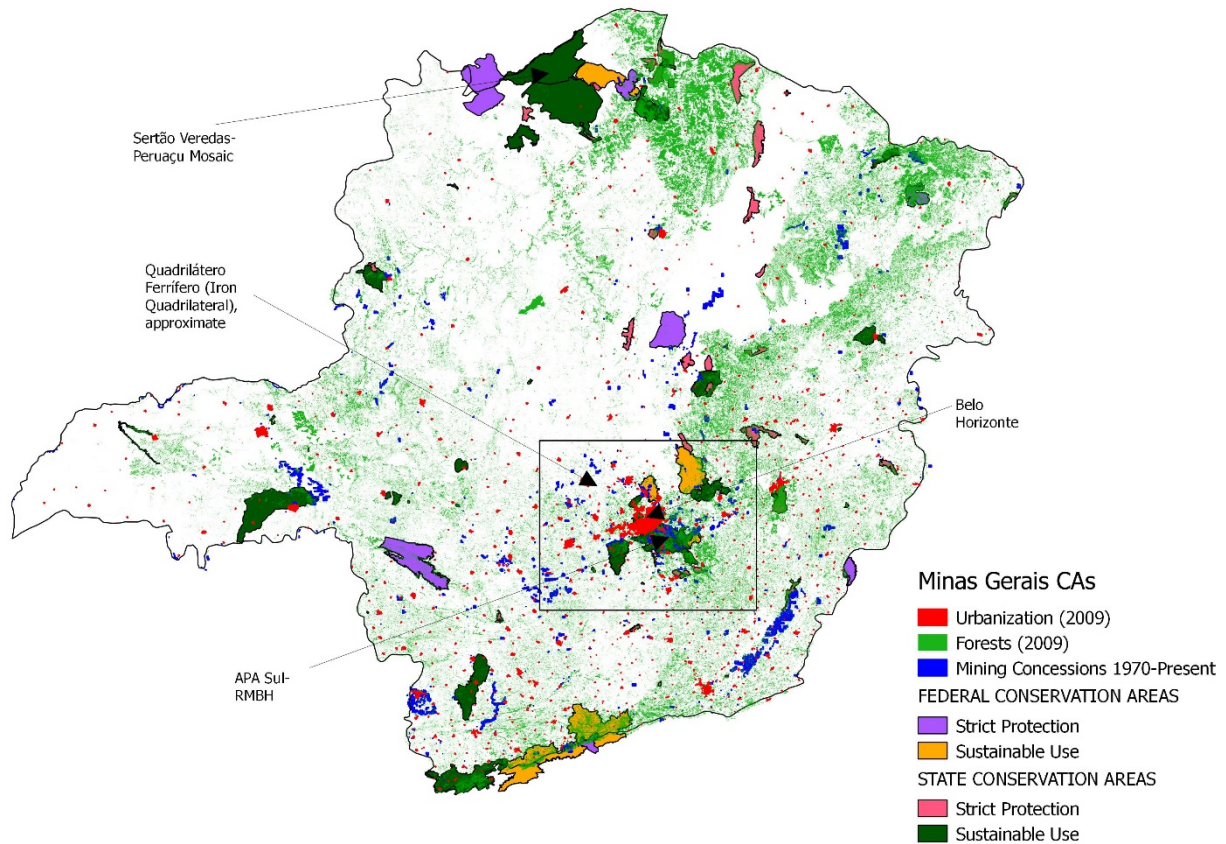 Sertão Veredas-
Peruaçu Mosaic
Quadrilátero
Ferrífero (Iron
Quadrilateral),
approximate
Belo
Horizonte
APA Sul-
RMBH
Minas Gerais CAs
Urbanization (2009)
Forests (2009)
Mining Concessions 1970-Present
FEDERAL CONSERVATION AREAS
Strict Protection
Sustainable Use
STATE CONSERVATION AREAS
Strict Protection
Sustainable Use